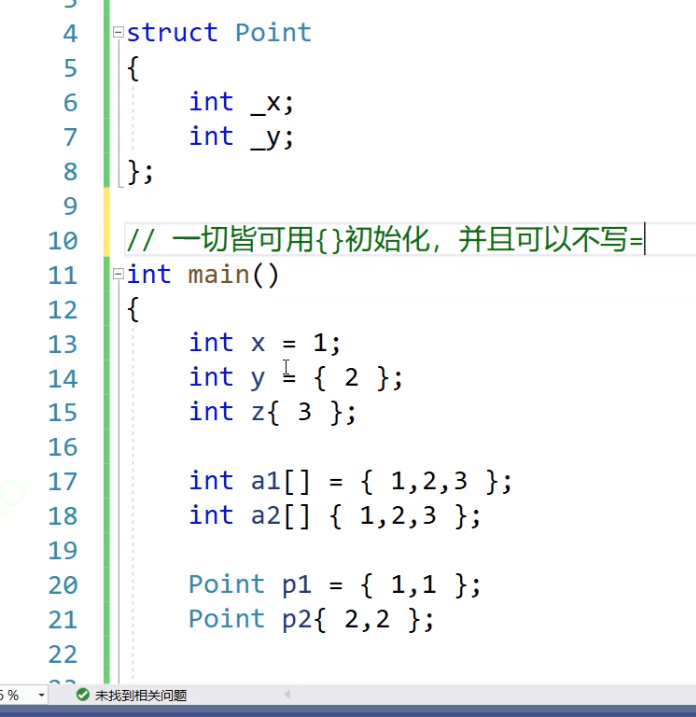 4 struct Point
5 {
6 int _x;
7 int _y;
8 };
9
10 // 一切皆可用{}初始化，并且可以不写=
11 int main()
12 {
13 int x = 1;
14 int y = { 2 };
15 int z{ 3 };
16
17 int a1[] = { 1,2,3 };
18 int a2[] { 1,2,3 };
19
20 Point p1 = { 1,1 };
21 Point p2{ 2,2 };
22
% 未找到相关问题